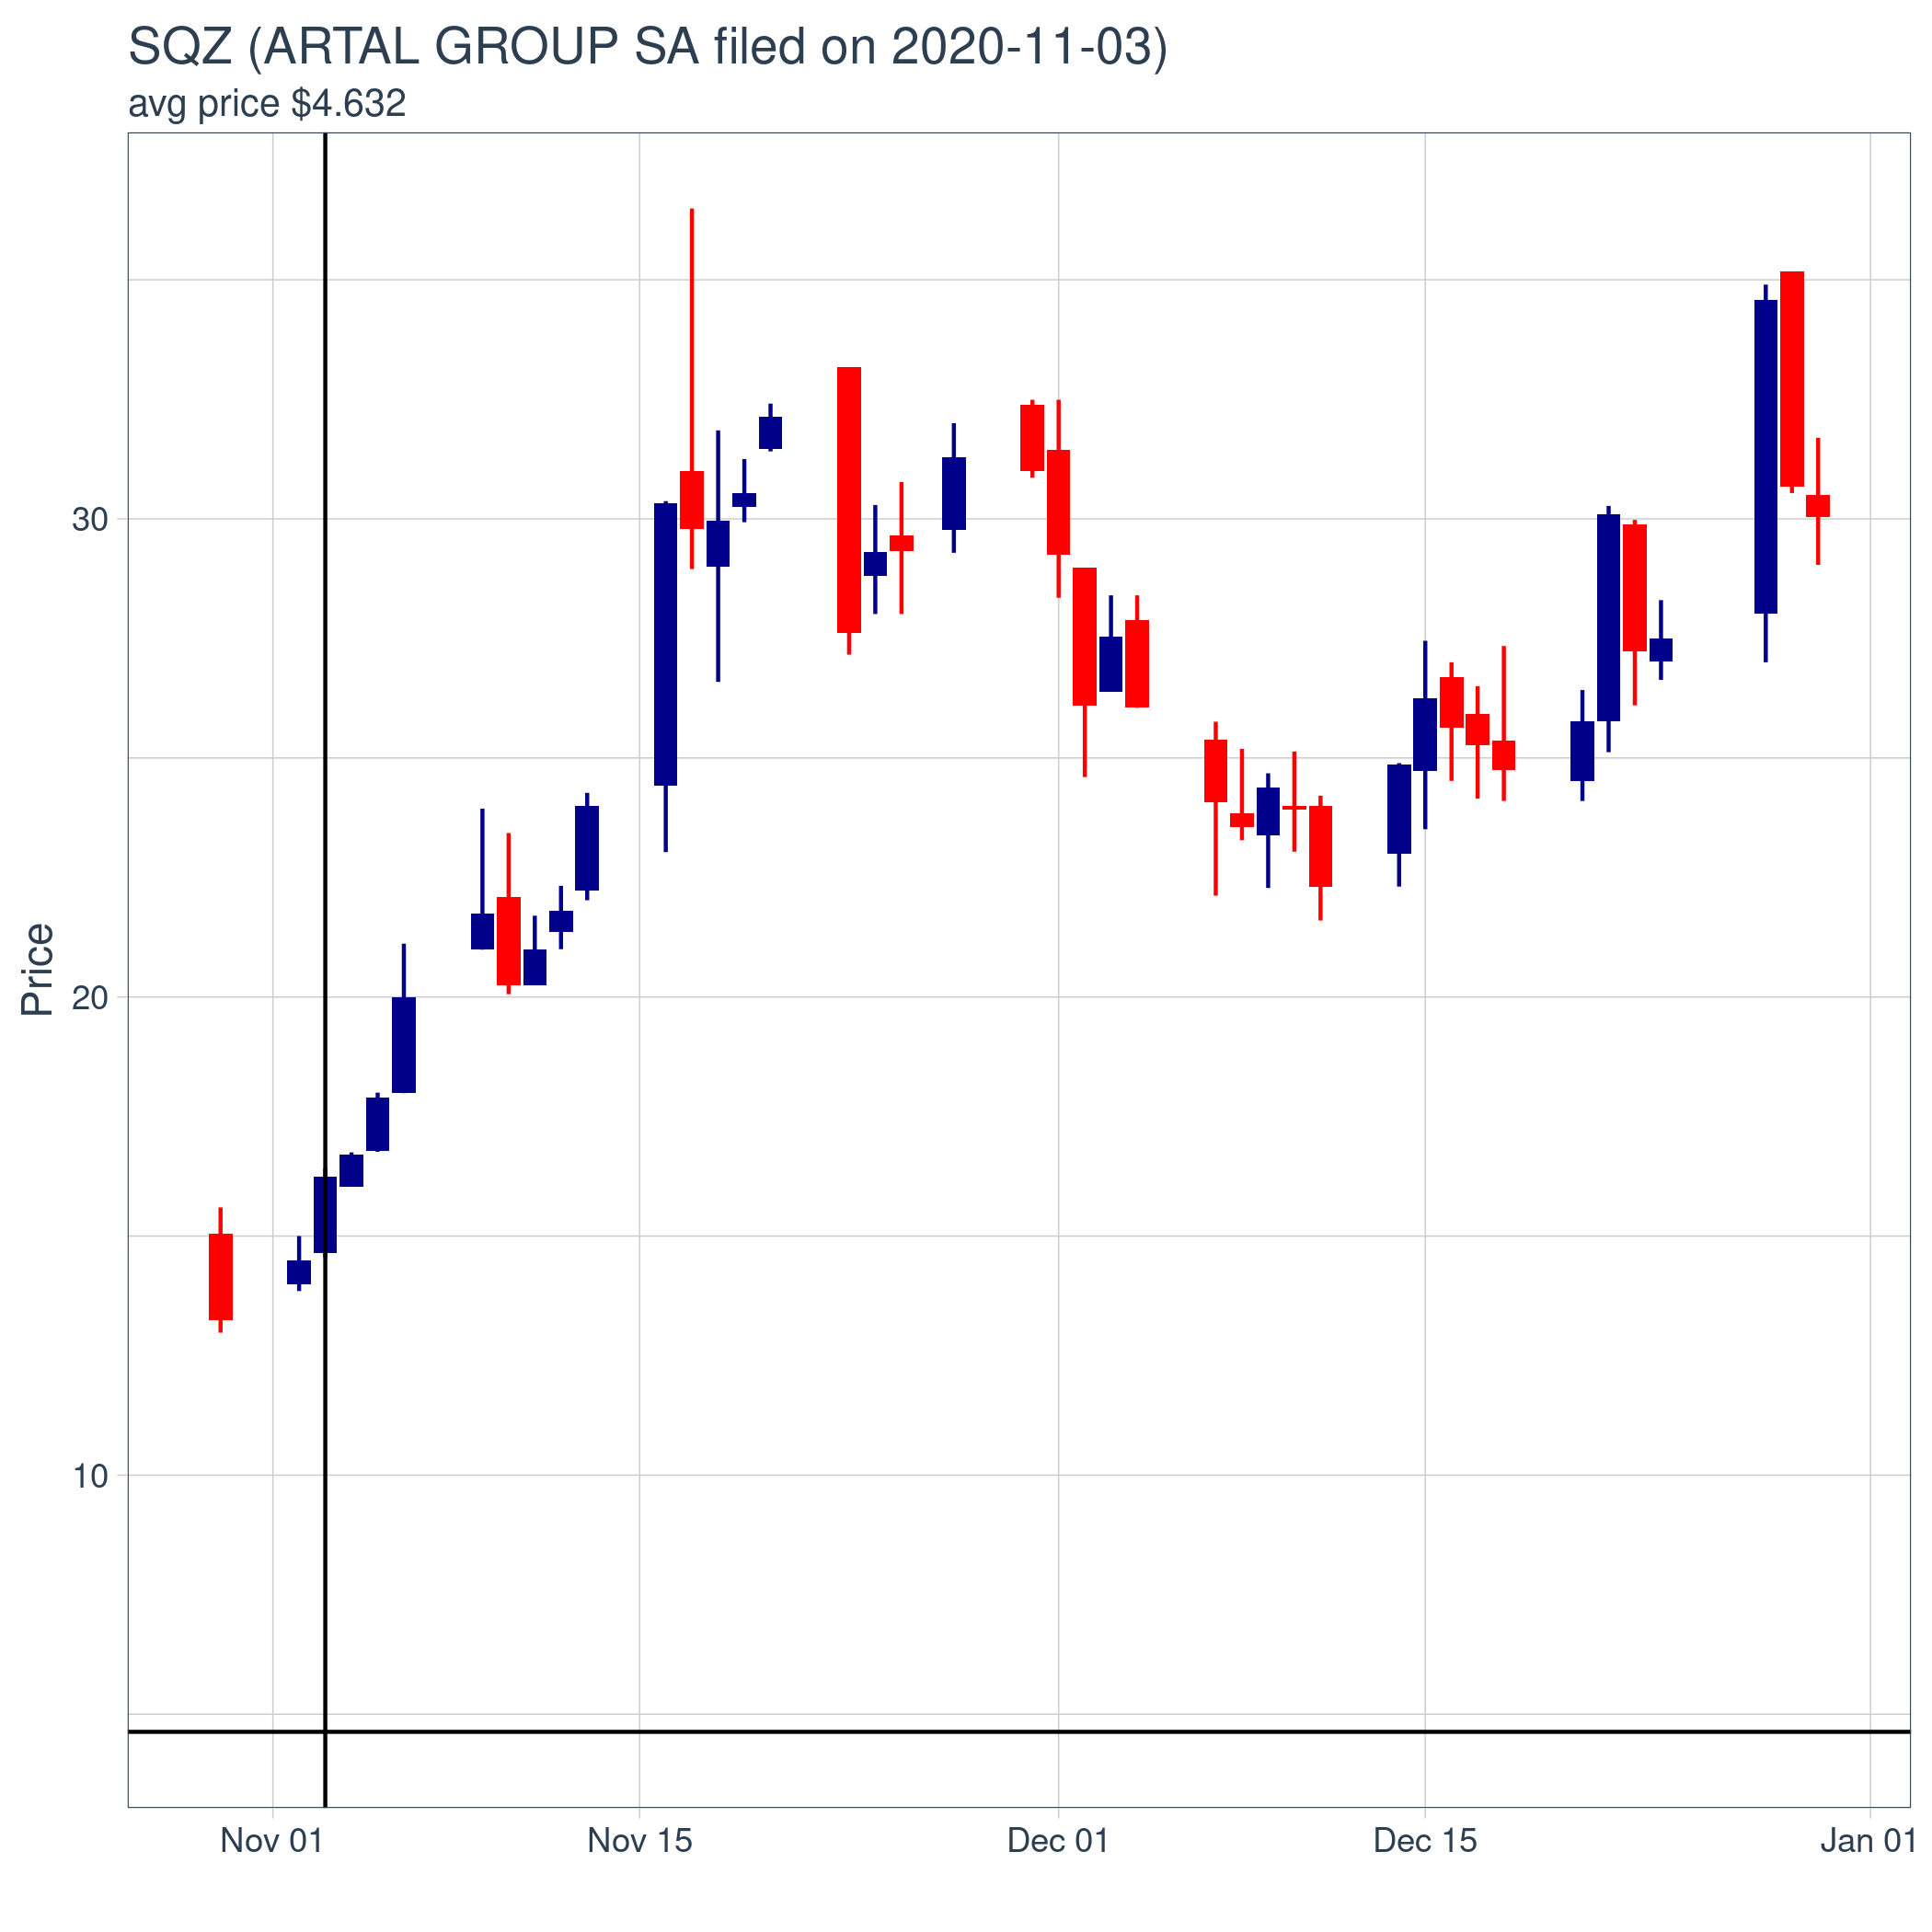 SQZ (ARTAL GROUP SA filed on 2020-11-03)
avg price $4.632
Price
30
20
10
Nov 01
Nov 15
Dec 01
Dec 15
Jan 01